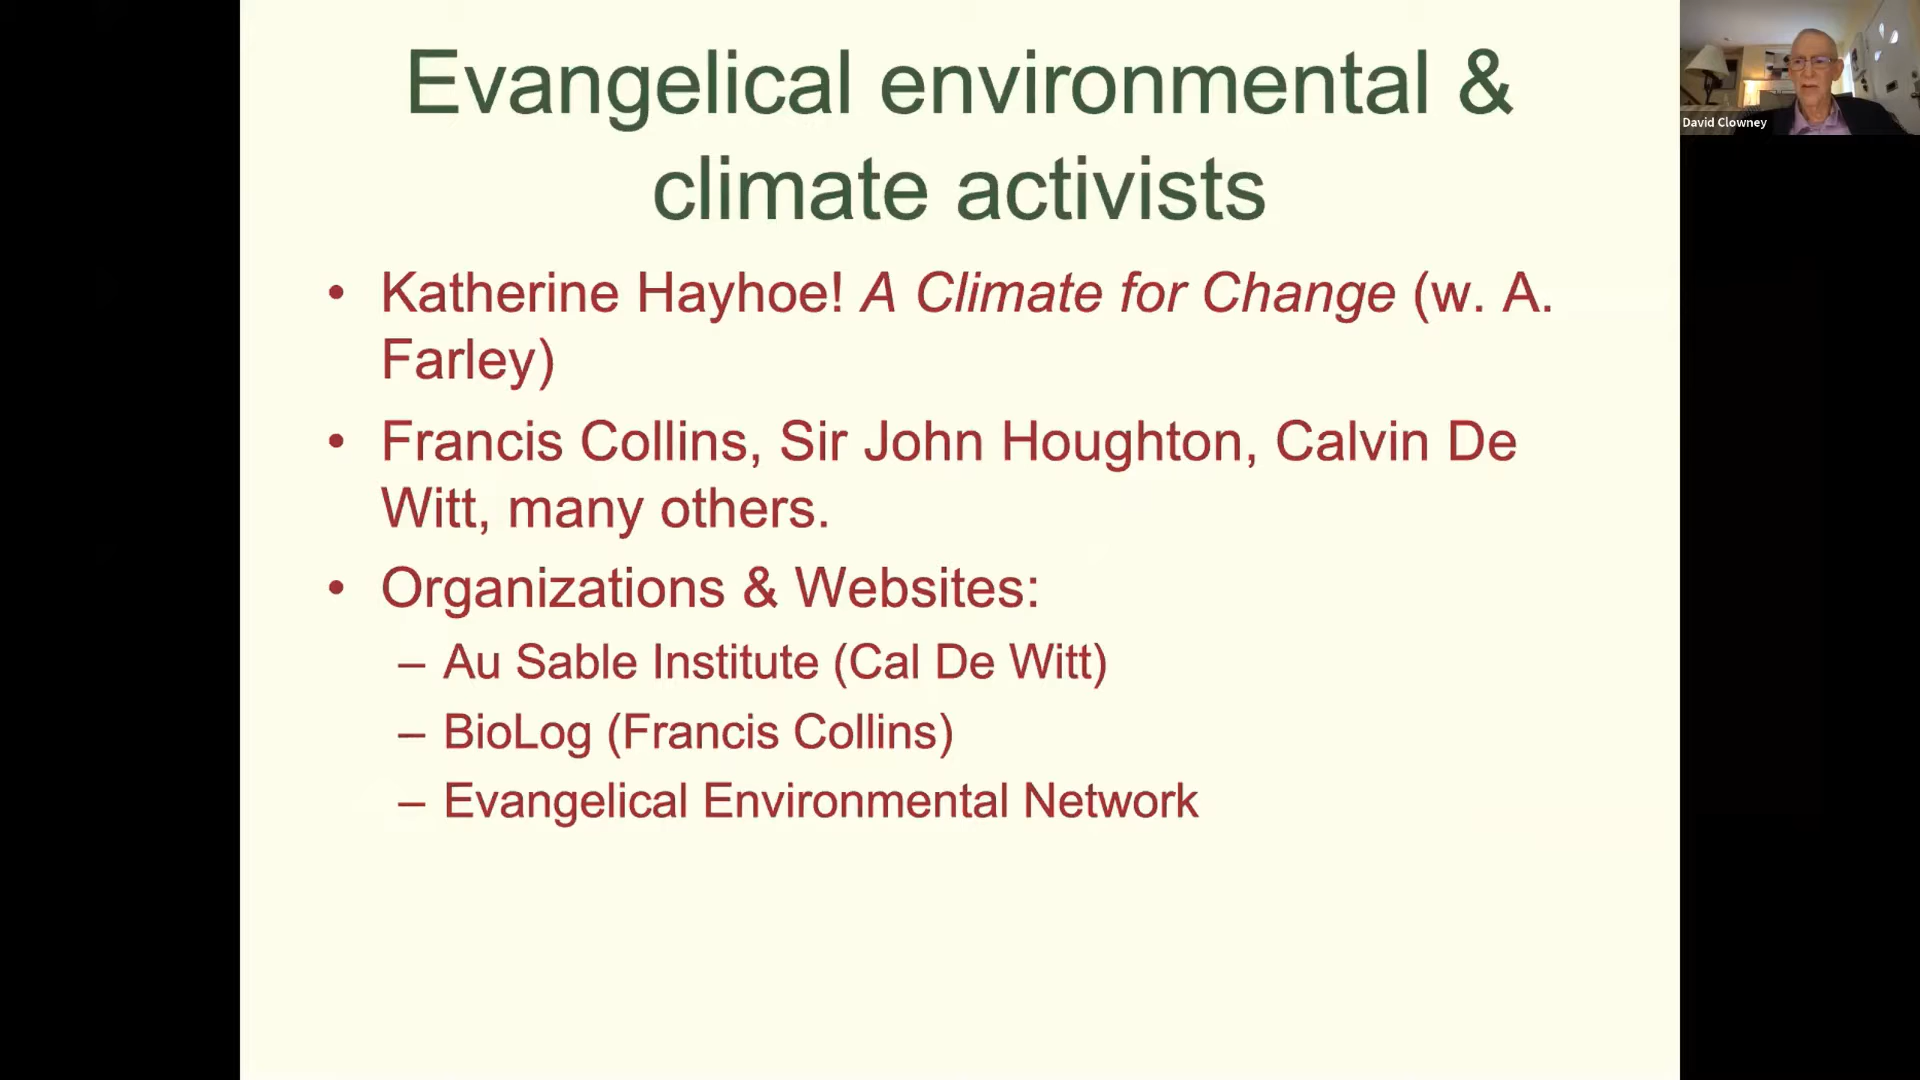 Evangelical environmental &
climate activists
• Katherine Hayhoe! A Climate for Change (w. A.
Farley)
• Francis Collins, Sir John Houghton, Calvin De
Witt, many others.
• Organizations & Websites:
– Au Sable Institute (Cal De Witt)
– BioLog (Francis Collins)
– Evangelical Environmental Network
David Clowney